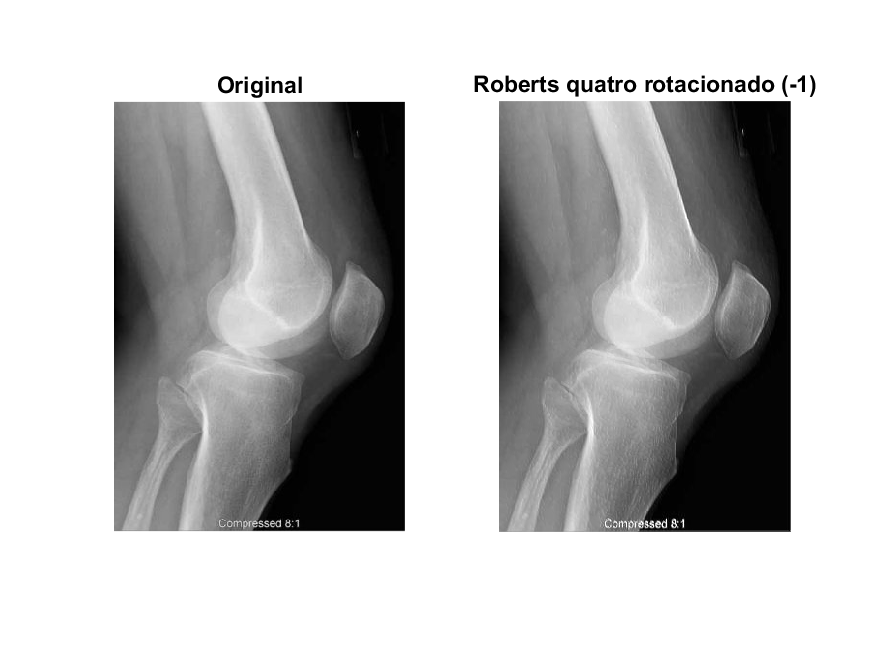 Original
Roberts quatro rotacionado (-1)
Compressed 8:1
Compressed 8:1